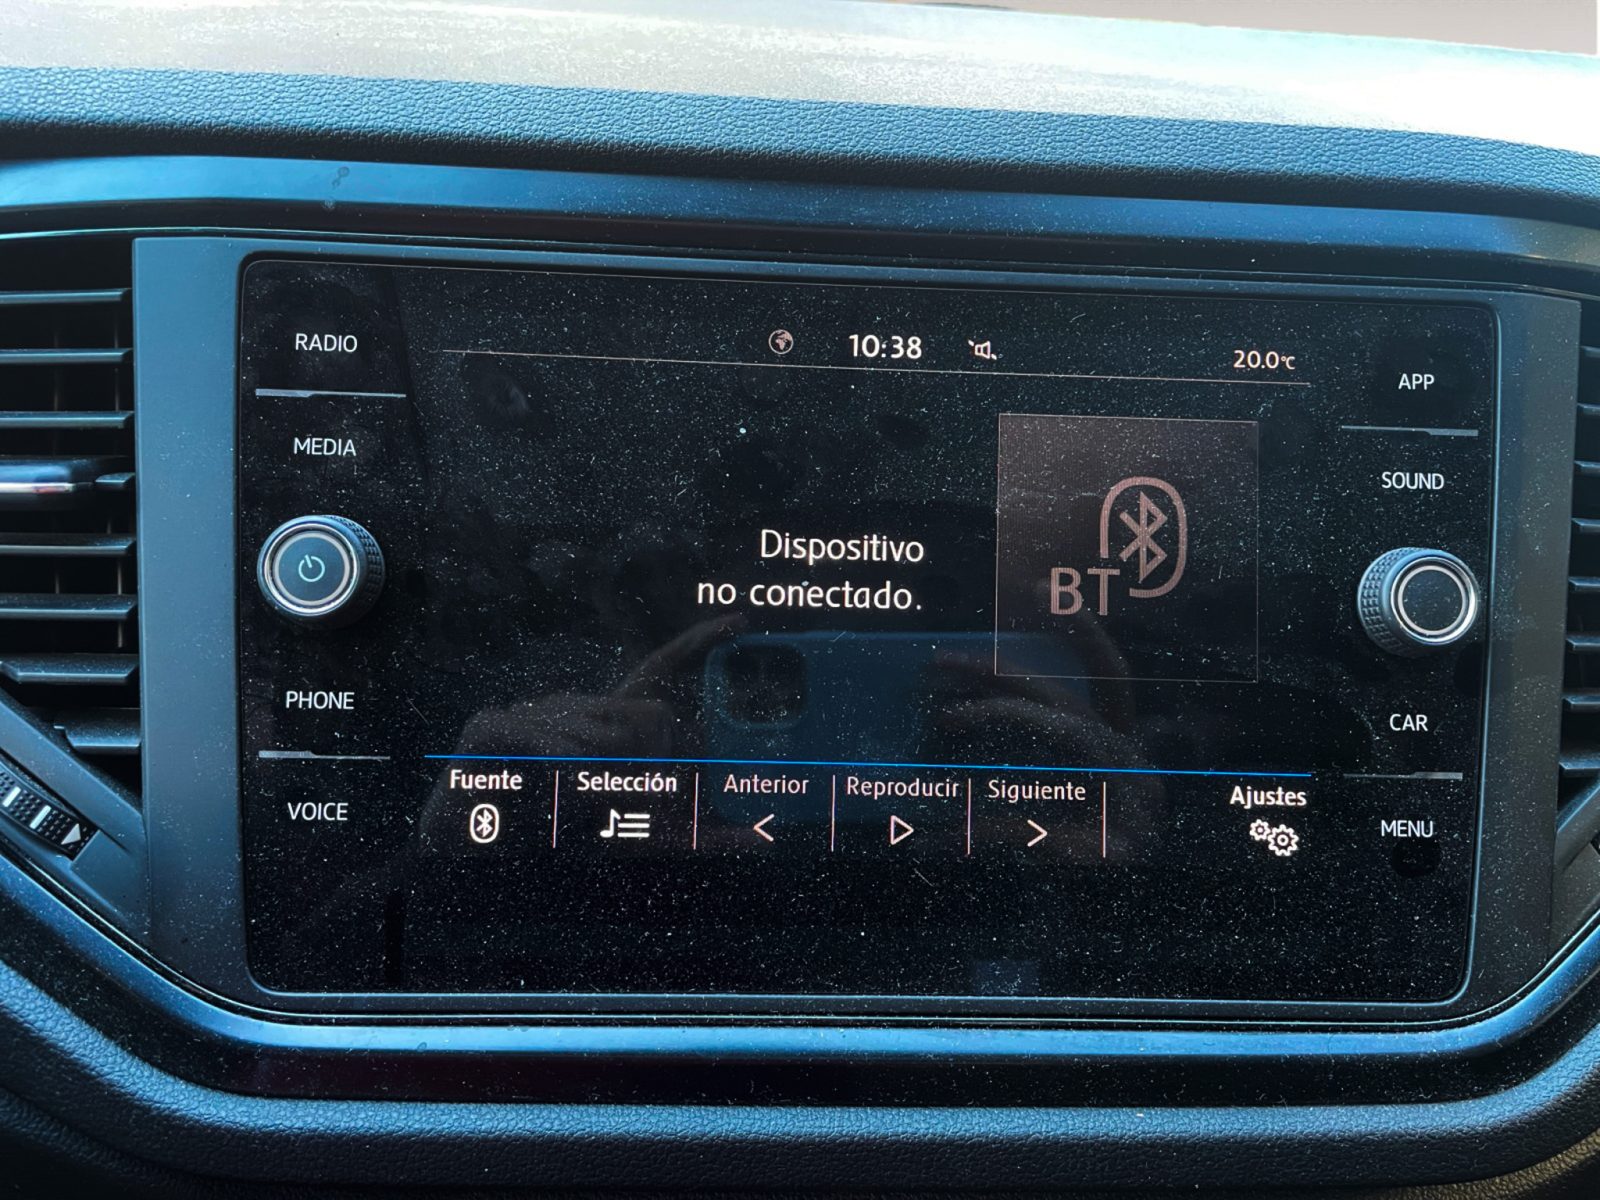 RADIO
MEDIA
PHONE
VOICE
10:38
20.0°C
Dispositivo
no conectado.
BT
Fuente
Selección
Anterior
Reproducir
Siguiente
Ajustes
APP
SOUND
CAR
MENU